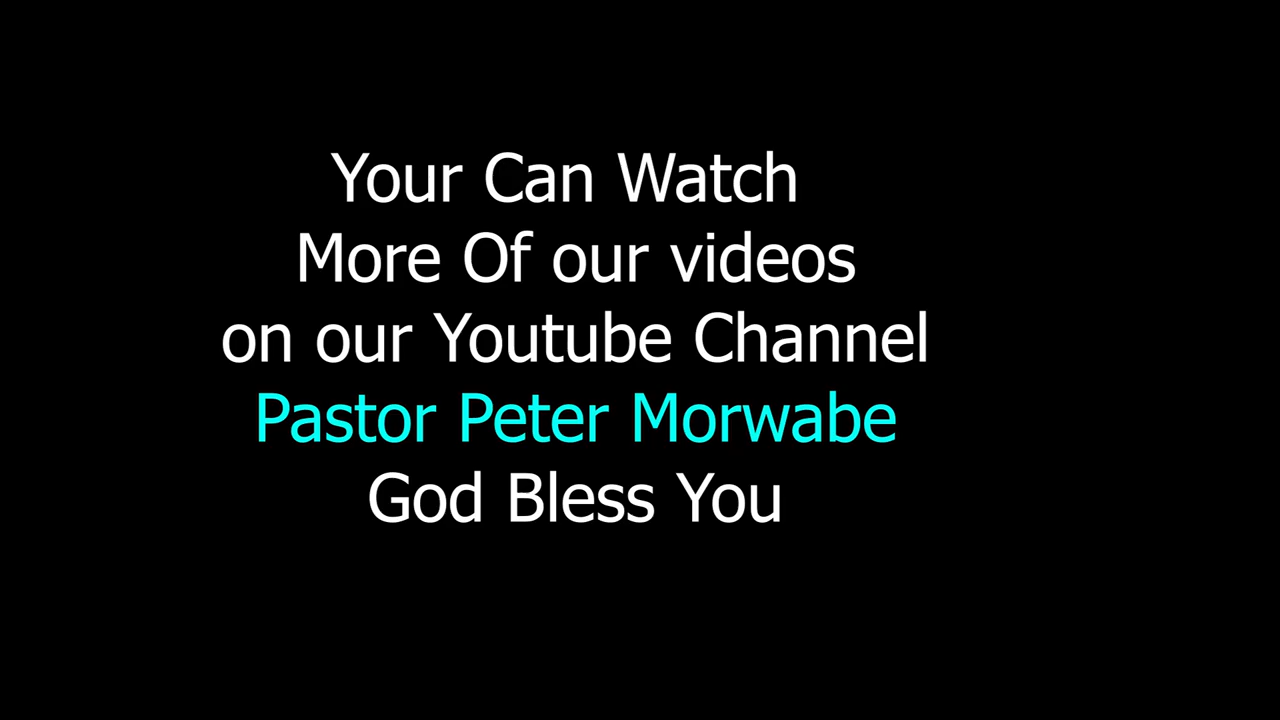 Your Can Watch
More Of our videos
on our Youtube Channel
Pastor Peter Morwabe
God Bless You